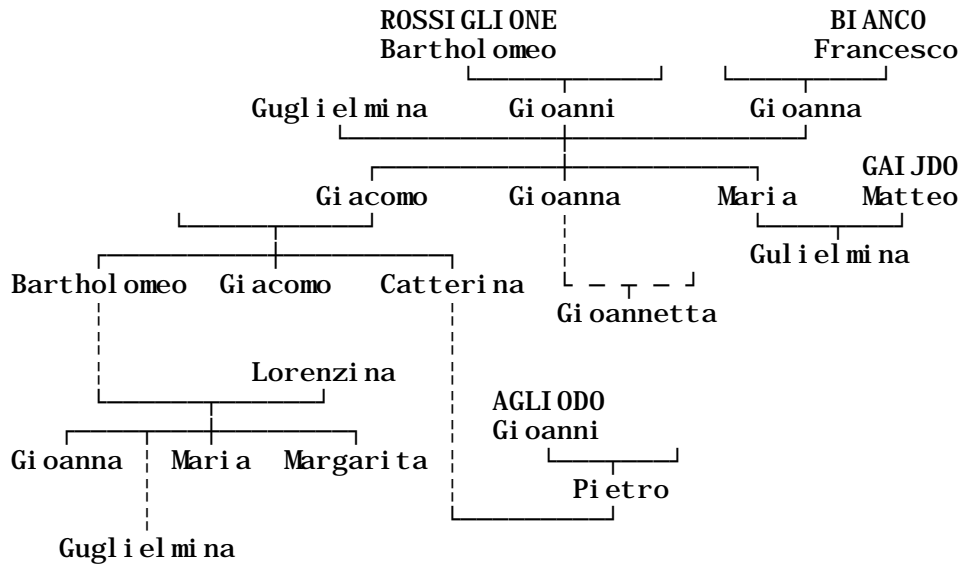 ROSSIGLIONE BIANCO
Bartholomeo Francesco
Guglielmina Gioanni Gioanna
GAIJDO
Giacomo Gioanna Maria Matteo
Gulielmina
Bartholomeo Giacomo Catterina
Gioannetta
Lorenzina
AGLIODO
Gioanni
Gioanna Maria Margarita
Pietro
Guglielmina